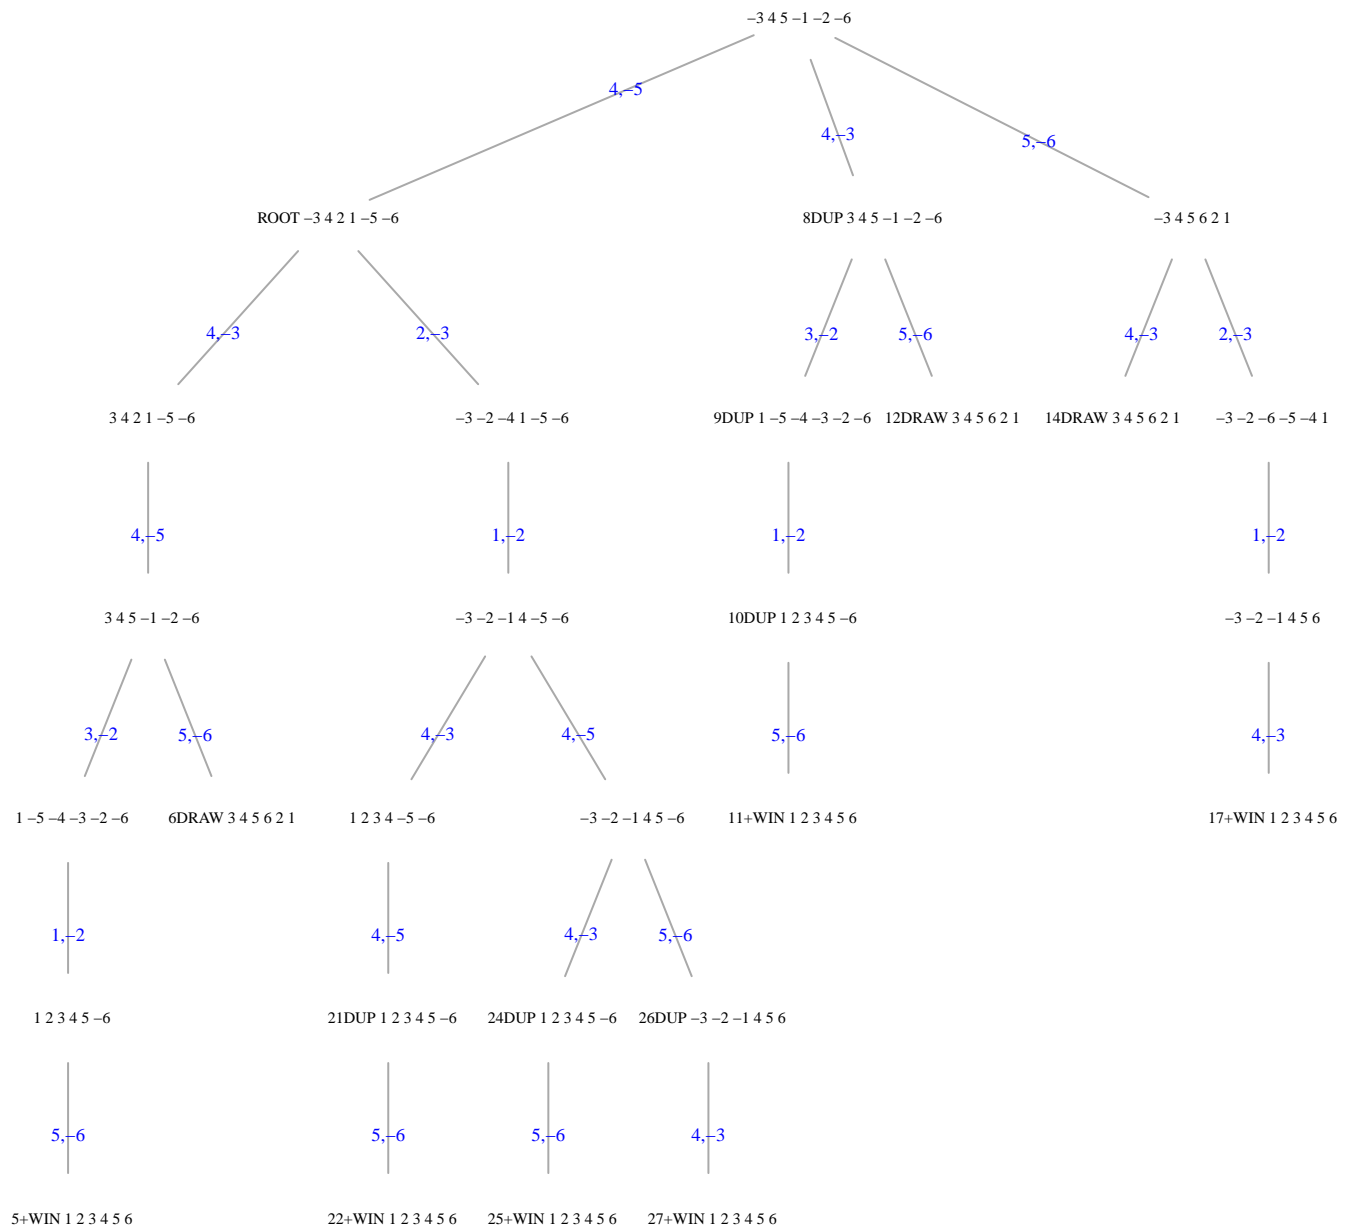 −3 4 5 −1 −2 −6
4,−5
4,−3
5,−6
ROOT −3 4 2 1 −5 −6
8DUP 3 4 5 −1 −2 −6
−3 4 5 6 2 1
4,−3
2,−3
3,−2
5,−6
4,−3
2,−3
3 4 2 1 −5 −6
−3 −2 −4 1 −5 −6
9DUP 1 −5 −4 −3 −2 −6
12DRAW 3 4 5 6 2 1
14DRAW 3 4 5 6 2 1
−3 −2 −6 −5 −4 1
4,−5
1,−2
1,−2
1,−2
3 4 5 −1 −2 −6
−3 −2 −1 4 −5 −6
10DUP 1 2 3 4 5 −6
−3 −2 −1 4 5 6
3,−2
5,−6
4,−3
4,−5
5,−6
4,−3
1 −5 −4 −3 −2 −6
6DRAW 3 4 5 6 2 1
1 2 3 4 −5 −6
−3 −2 −1 4 5 −6
11+WIN 1 2 3 4 5 6
17+WIN 1 2 3 4 5 6
1,−2
4,−5
4,−3
5,−6
1 2 3 4 5 −6
21DUP 1 2 3 4 5 −6
24DUP 1 2 3 4 5 −6
26DUP −3 −2 −1 4 5 6
5,−6
5,−6
5,−6
4,−3
5+WIN 1 2 3 4 5 6
22+WIN 1 2 3 4 5 6
25+WIN 1 2 3 4 5 6
27+WIN 1 2 3 4 5 6